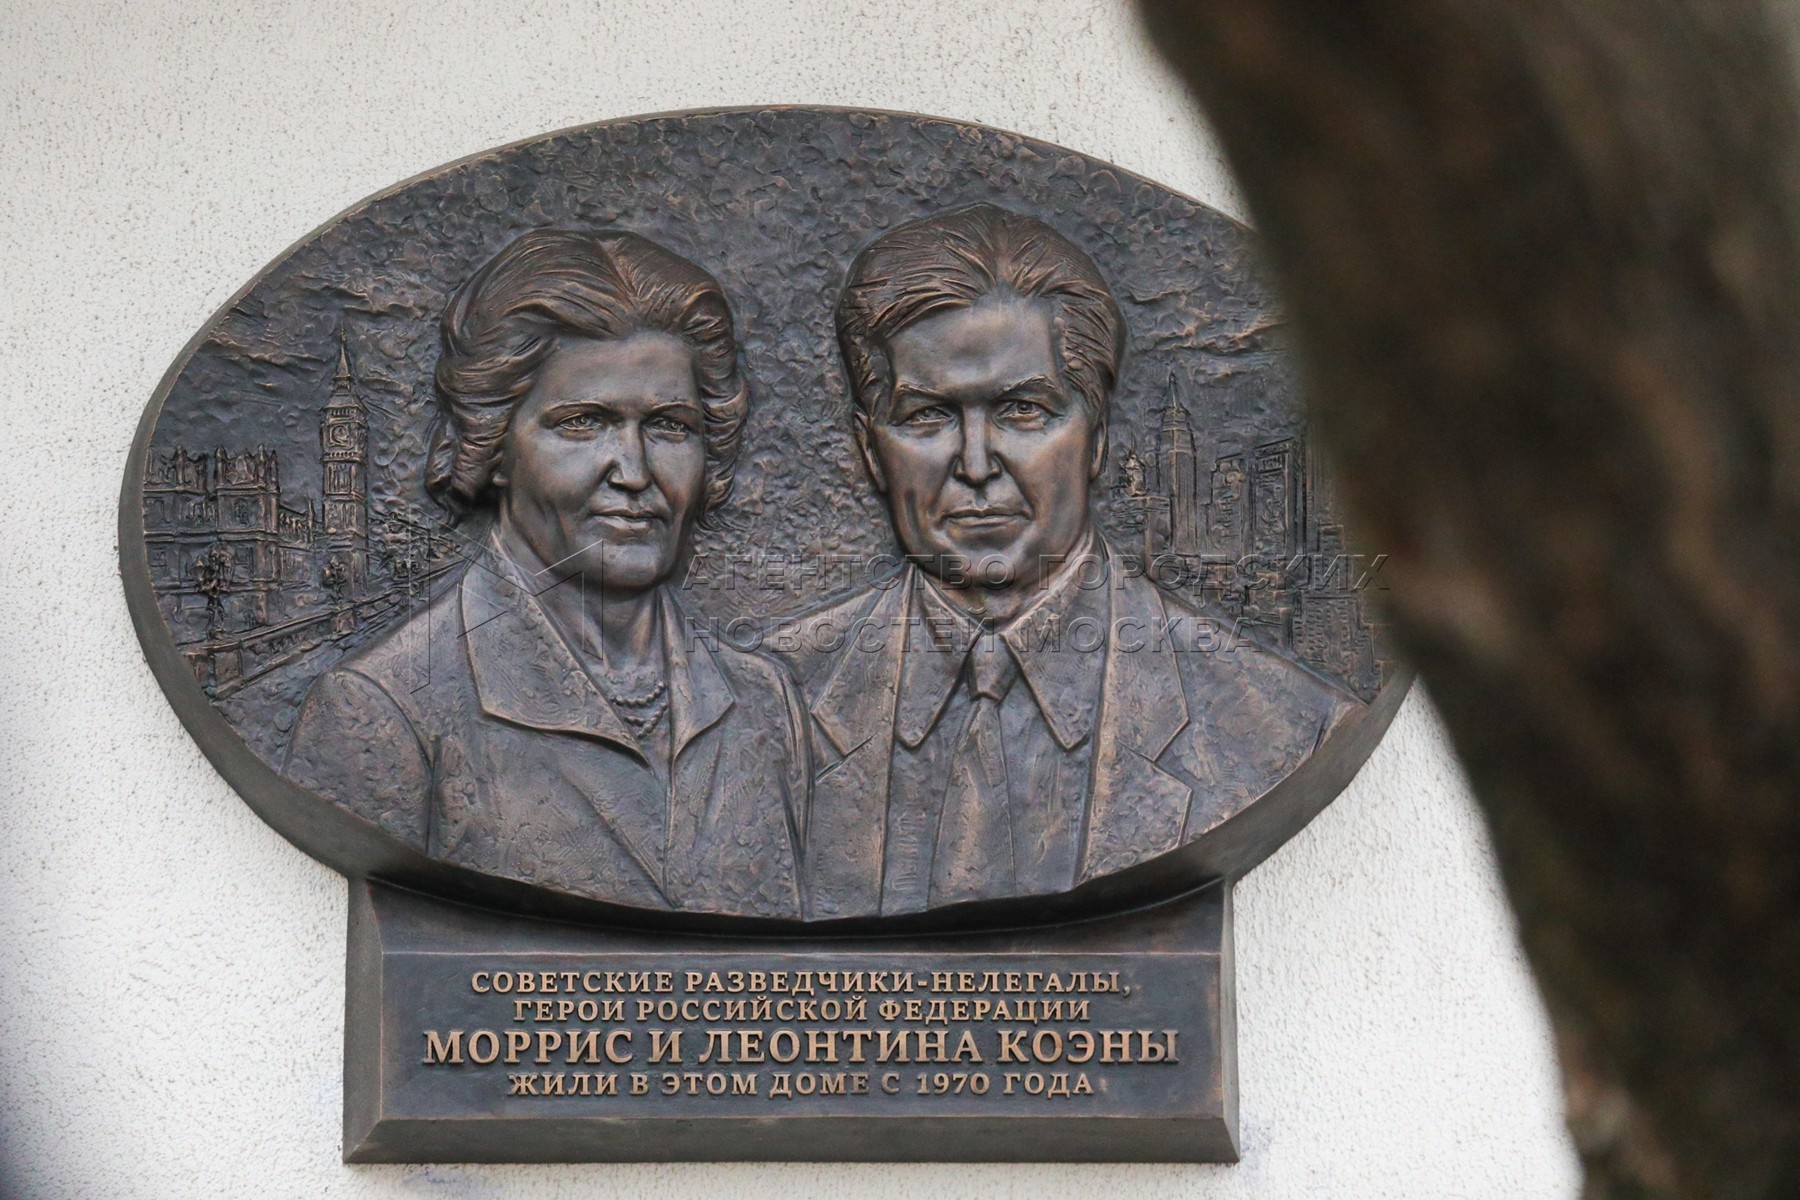 АГЕНТСТВО ГОРОДСКИХ
НОВОСТЕЙ МОСКВА
СОВЕТСКИЕ РАЗВЕДЧИКИ-НЕЛЕГАЛЫ,
ГЕРОИ РОССИЙСКОЙ ФЕДЕРАЦИИ
МОРРИС И ЛЕОНТИНА КОЭНЫ
ЖИЛИ В ЭТОМ ДОМЕ С 1970 ГОДА